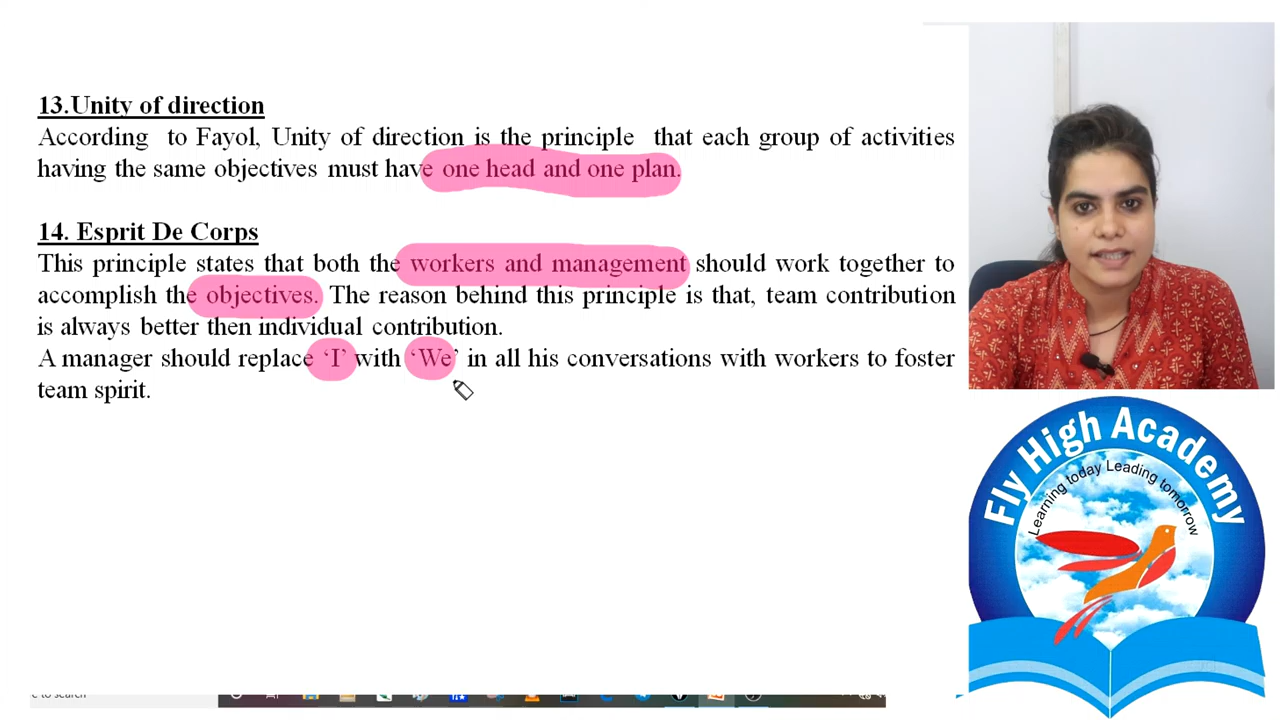 13.Unity of direction
According to Fayol, Unity of direction is the principle that each group of activities
having the same objectives must have one head and one plan.
14. Esprit De Corps
This principle states that both the workers and management should work together to
accomplish the objectives. The reason behind this principle is that, team contribution
is always better then individual contribution.
A manager should replace ‘I’ with ‘We’ in all his conversations with workers to foster
team spirit.
Fly High Academy
Learning today Leading tomorrow
to search